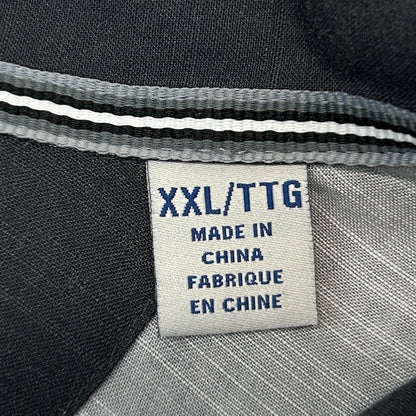 XXL/TTG
MADE IN
CHINA
FABRIQUE
EN CHINE